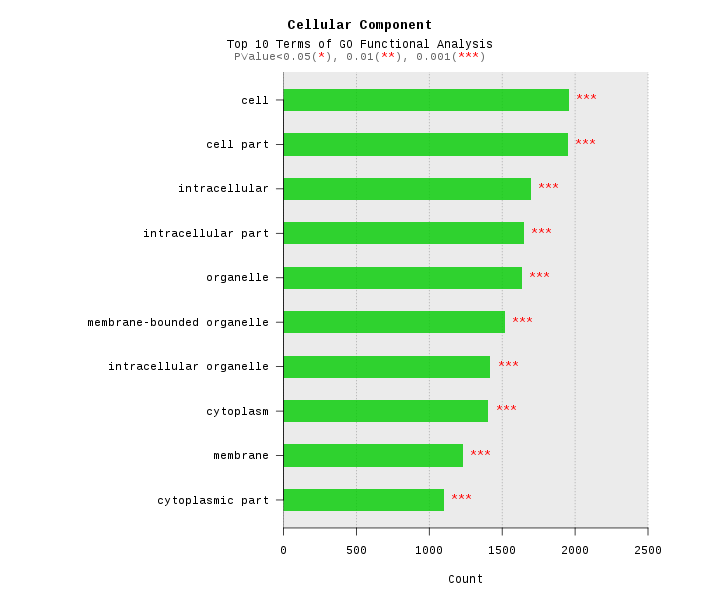 Cellular Component
Top 10 Terms of GO Functional Analysis
Pvalue<0.05(*), 0.01(**), 0.001(***)
cell ***
cell part ***
intracellular ***
intracellular part ***
organelle ***
membrane-bounded organelle ***
intracellular organelle ***
cytoplasm ***
membrane ***
cytoplasmic part ***
0 500 1000 1500 2000 2500
Count